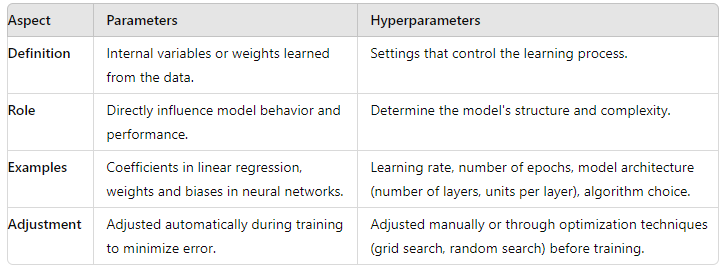 Aspect Parameters Hyperparameters
Definition Internal variables or weights learned Settings that control the learning process.
from the data.
Role Directly influence model behavior and Determine the model's structure and complexity.
performance.
Examples Coefficients in linear regression, Learning rate, number of epochs, model architecture
weights and biases in neural networks. (number of layers, units per layer), algorithm choice.
Adjustment Adjusted automatically during training Adjusted manually or through optimization techniques
to minimize error. (grid search, random search) before training.